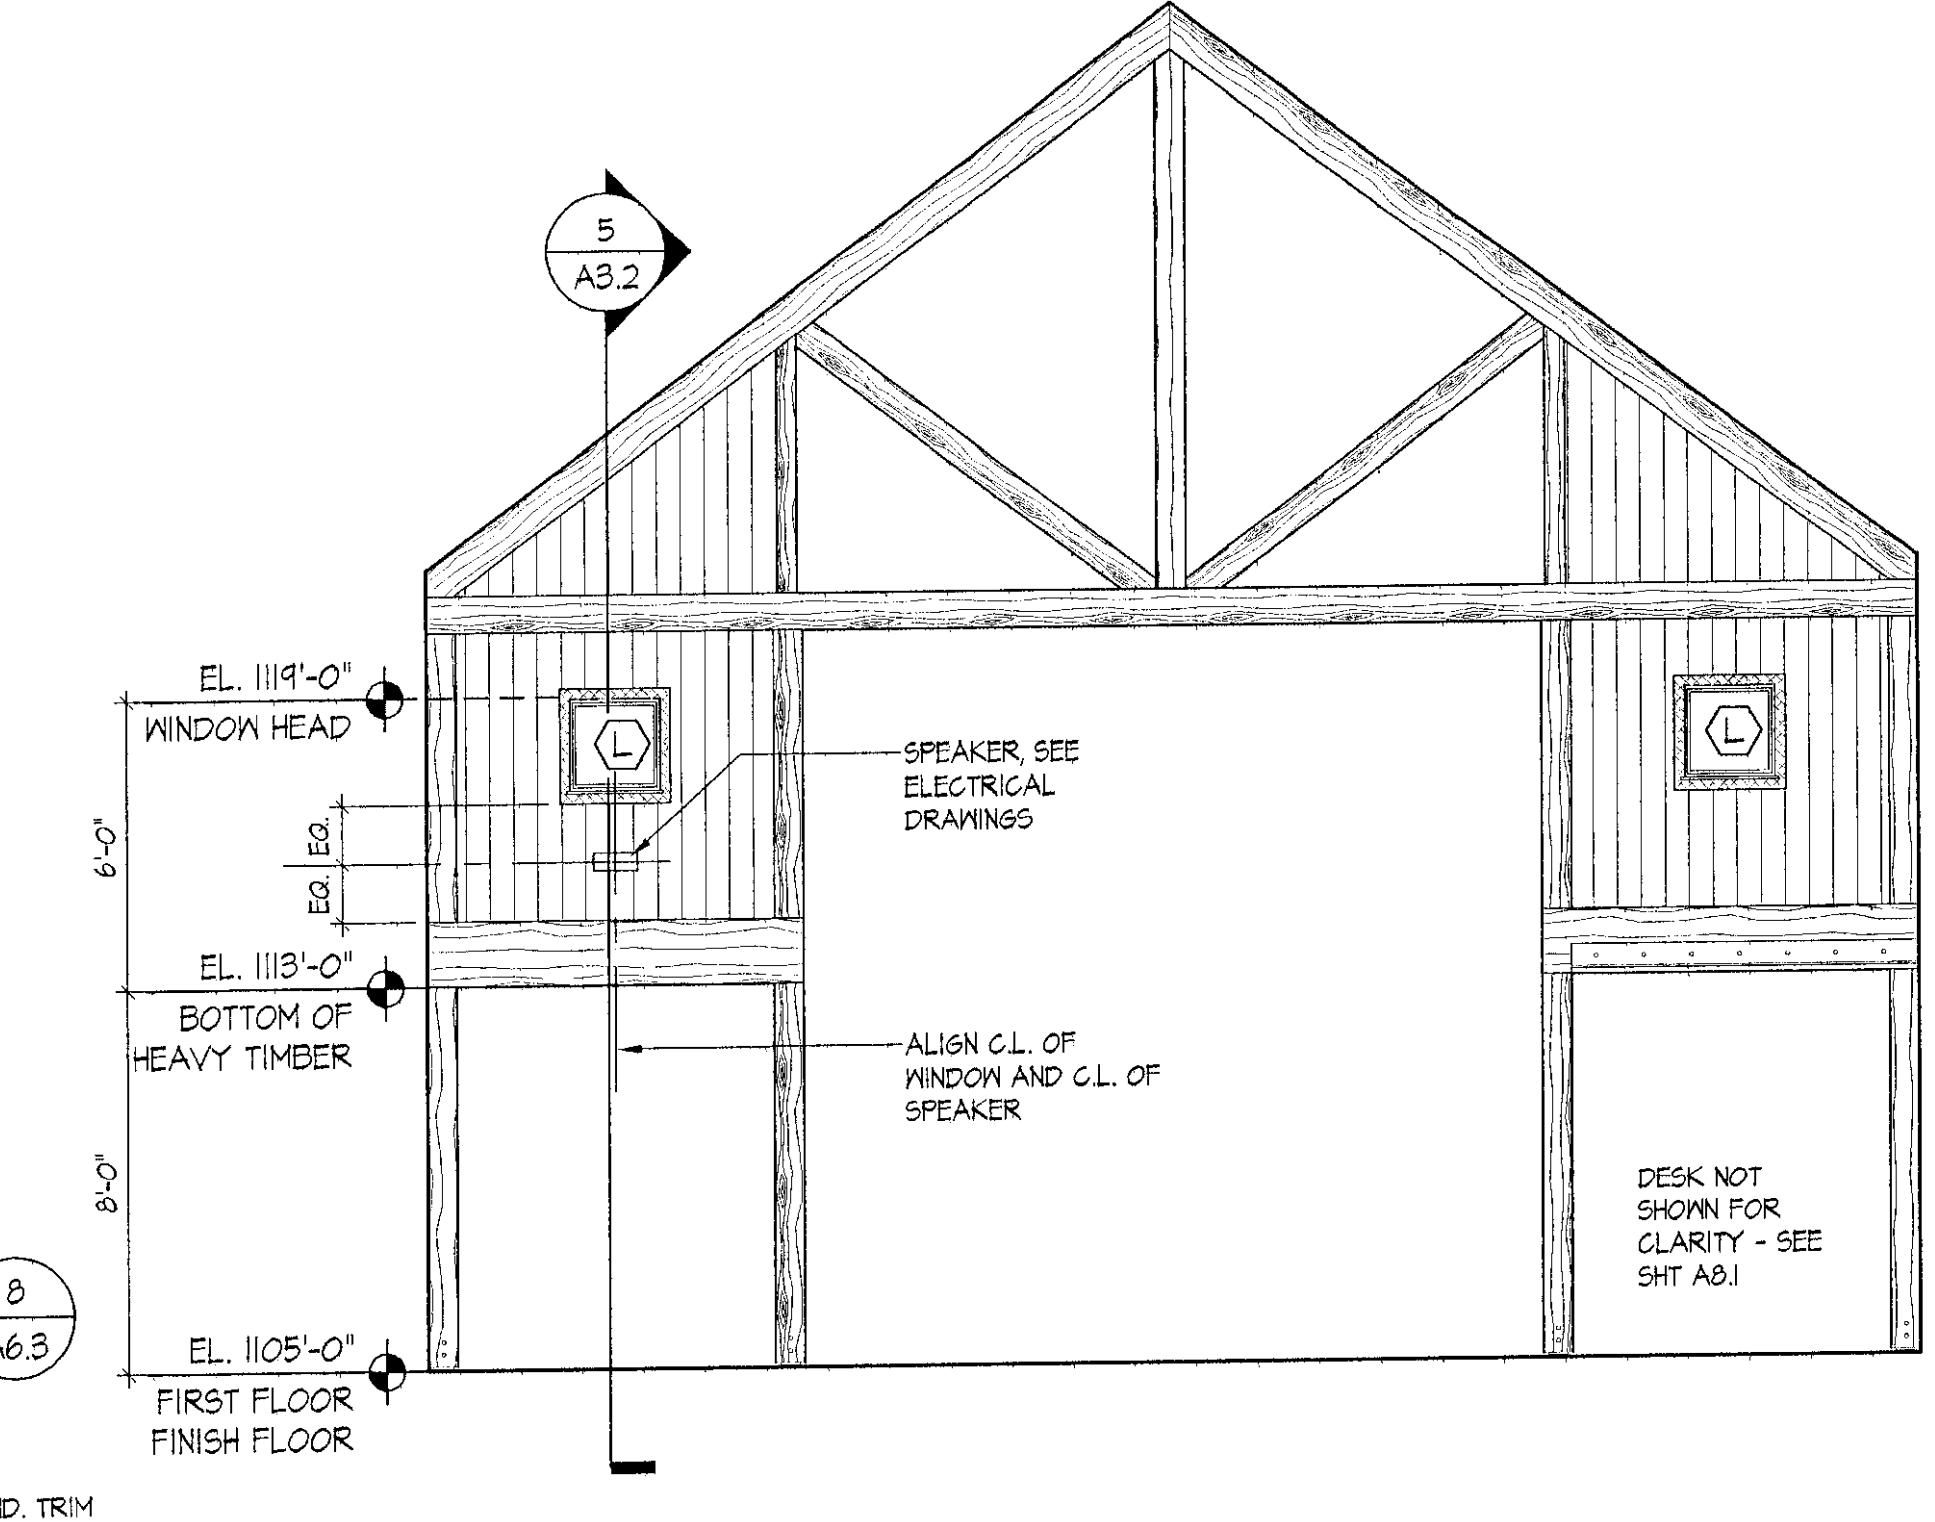 5
A3.2
EL. 1119'-0"
WINDOW HEAD
L
L
SPEAKER, SEE
ELECTRICAL
DRAWINGS
EQ.
6'-0"
EQ.
EL. 1113'-0"
BOTTOM OF
HEAVY TIMBER
ALIGN C.L. OF
WINDOW AND C.L. OF
SPEAKER
8'-0"
DESK NOT
SHOWN FOR
CLARITY - SEE
SHT A8.1
8
6.3
EL. 1105'-0"
FIRST FLOOR
FINISH FLOOR
TRIM